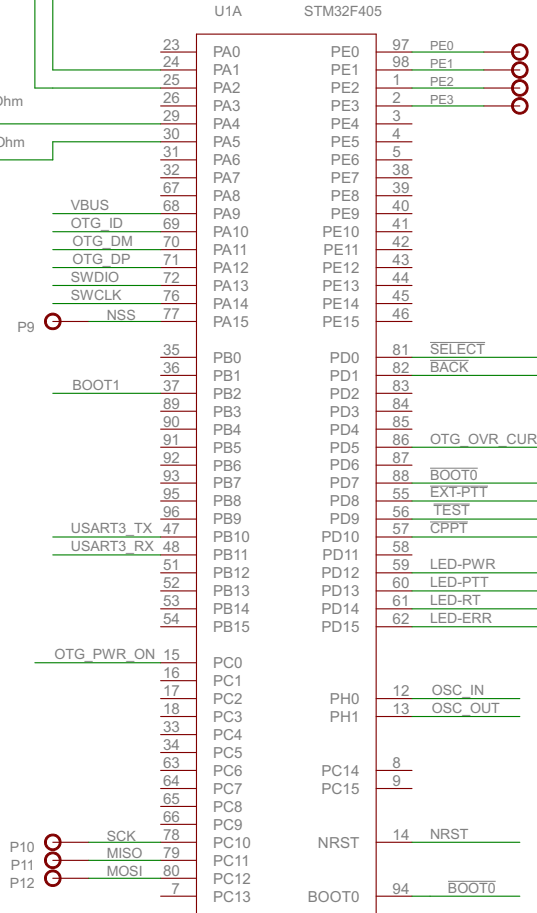 U1A STM32F405
23 PA0 PE0 97 PE0
24 PA1 PE1 98 PE1
25 PA2 PE2 1 PE2
Ohm 26 PA3 PE3 2 PE3
29 PA4 PE4 3
Ohm 30 PA5 PE5 4
31 PA6 PE6 5
32 PA7 PE7 38
67 PA8 PE8 39
VBUS 68 PA9 PE9 40
OTG_ID 69 PA10 PE10 41
OTG_DM 70 PA11 PE11 42
OTG_DP 71 PA12 PE12 43
SWDIO 72 PA13 PE13 44
SWCLK 76 PA14 PE14 45
P9 NSS 77 PA15 PE15 46
35 PB0 PD0 81 SELECT
36 PB1 PD1 82 BACK
BOOT1 37 PB2 PD2 83
89 PB3 PD3 84
90 PB4 PD4 85
91 PB5 PD5 86 OTG_OVR_CUR
92 PB6 PD6 87
93 PB7 PD7 88 BOOT0
95 PB8 PD8 55 EXT-PTT
96 PB9 PD9 56 TEST
USART3_TX 47 PB10 PD10 57 CPPT
USART3_RX 48 PB11 PD11 58
51 PB12 PD12 59 LED-PWR
52 PB13 PD13 60 LED-PTT
53 PB14 PD14 61 LED-RT
54 PB15 PD15 62 LED-ERR
OTG_PWR_ON 15 PC0
16 PC1
17 PC2 PH0 12 OSC_IN
18 PC3 PH1 13 OSC_OUT
33 PC4
34 PC5
63 PC6 PC14 8
64 PC7 PC15 9
65 PC8
66 PC9
P10 SCK 78 PC10 NRST 14 NRST
P11 MISO 79 PC11
P12 MOSI 80 PC12
7 PC13 BOOT0 94 BOOT0